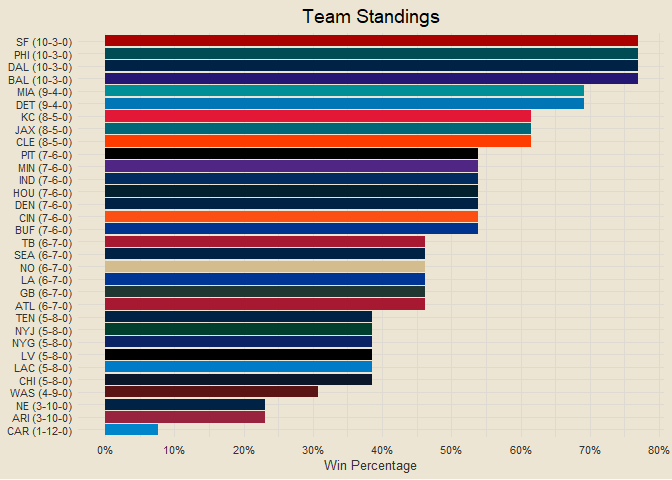 Team Standings
SF (10-3-0)
PHI (10-3-0)
DAL (10-3-0)
BAL (10-3-0)
MIA (9-4-0)
DET (9-4-0)
KC (8-5-0)
JAX (8-5-0)
CLE (8-5-0)
PIT (7-6-0)
MIN (7-6-0)
IND (7-6-0)
HOU (7-6-0)
DEN (7-6-0)
CIN (7-6-0)
BUF (7-6-0)
TB (6-7-0)
SEA (6-7-0)
NO (6-7-0)
LA (6-7-0)
GB (6-7-0)
ATL (6-7-0)
TEN (5-8-0)
NYJ (5-8-0)
NYG (5-8-0)
LV (5-8-0)
LAC (5-8-0)
CHI (5-8-0)
WAS (4-9-0)
NE (3-10-0)
ARI (3-10-0)
CAR (1-12-0)
0% 10% 20% 30% 40% 50% 60% 70% 80%
Win Percentage